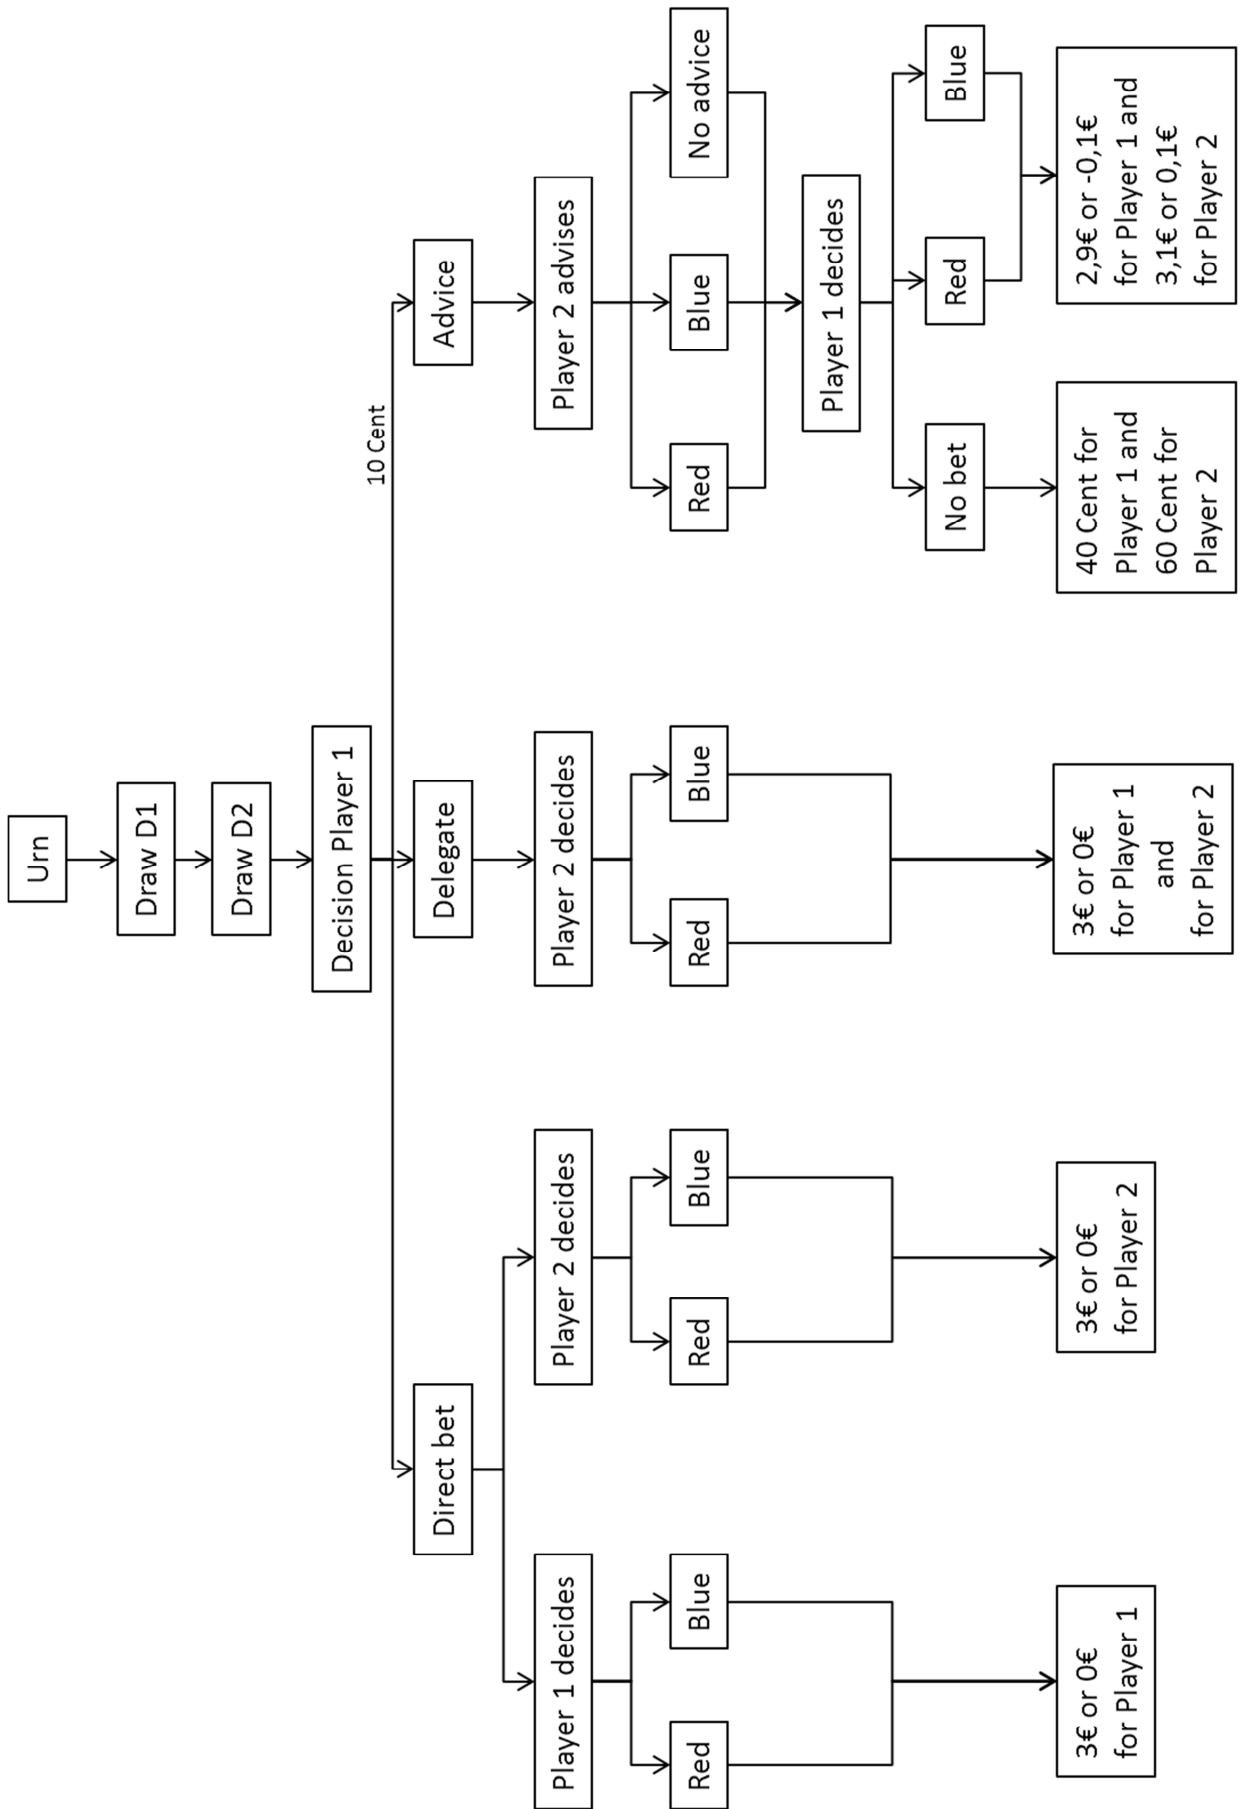 Urn
Draw D1
Draw D2
Decision Player 1
10 Cent
Direct bet
Delegate
Advice
Player 1 decides
Player 2 decides
Player 2 decides
Player 2 advises
Red
Blue
Red
Blue
Red
Blue
Red
Blue
No advice
Player 1 decides
No bet
Red
Blue
3€ or 0€
for Player 1
3€ or 0€
for Player 2
3€ or 0€
for Player 1
and
for Player 2
40 Cent for
Player 1 and
60 Cent for
Player 2
2,9€ or -0,1€
for Player 1 and
3,1€ or 0,1€
for Player 2